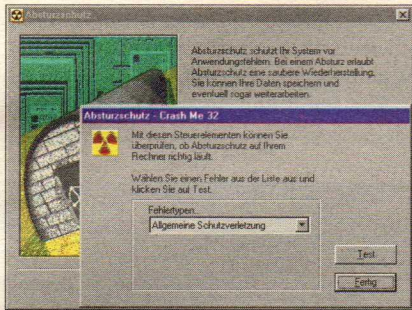 Absturzschutz
Absturzschutz schützt Ihr System vor
Anwendungsfehlern. Bei einem Absturz erlaubt
Absturzschutz eine saubere Wiederherstellung.
Sie können Ihre Daten speichern und
eventuell sogar weiterarbeiten.
Absturzschutz - Crash Me 32
Mit diesen Steuerelementen können Sie
überprüfen, ob Absturzschutz auf Ihrem
Rechner richtig läuft.
Wählen Sie einen Fehler aus der Liste aus und
klicken Sie auf Test.
Fehlertypen...
Allgemeine Schutzverletzung
Test
Fertig